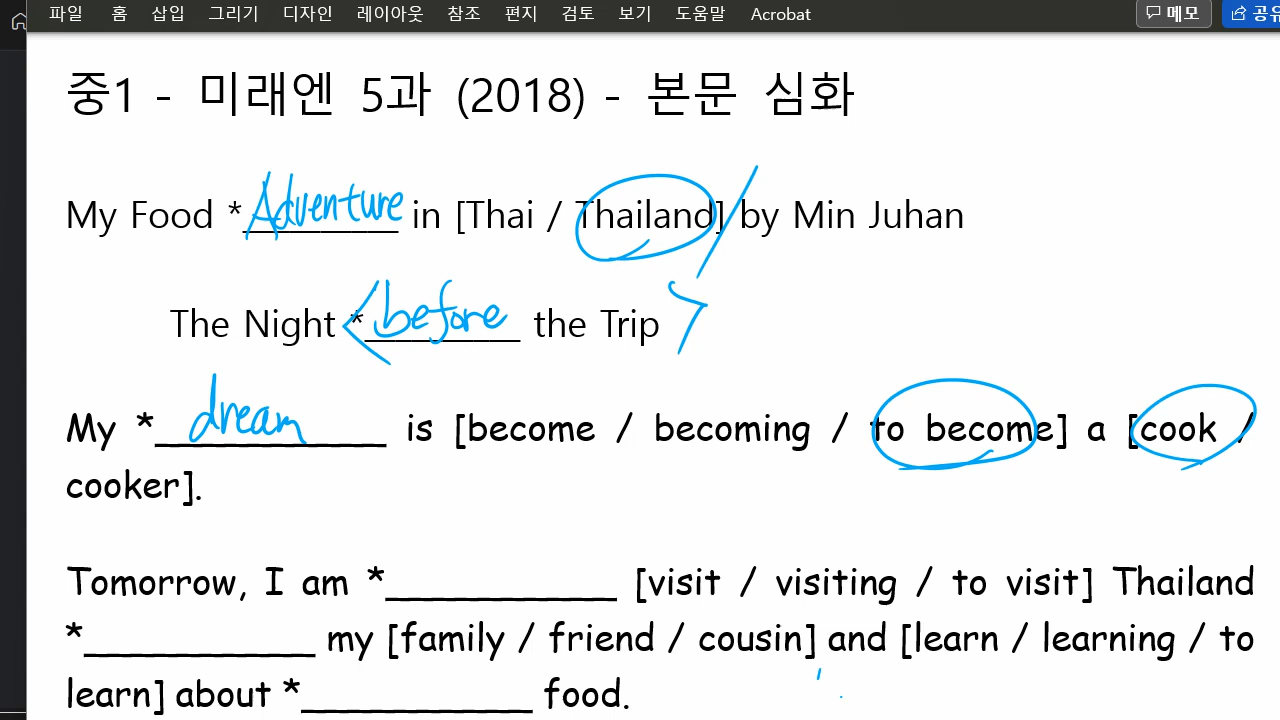 파일 홈 삽입 그리기 디자인 레이아웃 참조 편지 검토 보기 도움말 Acrobat 메모 공유
중1 - 미래엔 5과 (2018) - 본문 심화
My Food *Adventure in [Thai / Thailand] / by Min Juhan
The Night <*before the Trip >
My *dream is [become / becoming / to become] a [cook /
cooker].
Tomorrow, I am *__________ [visit / visiting / to visit] Thailand
*__________ my [family / friend / cousin] and [learn / learning / to
learn] about *__________ food.